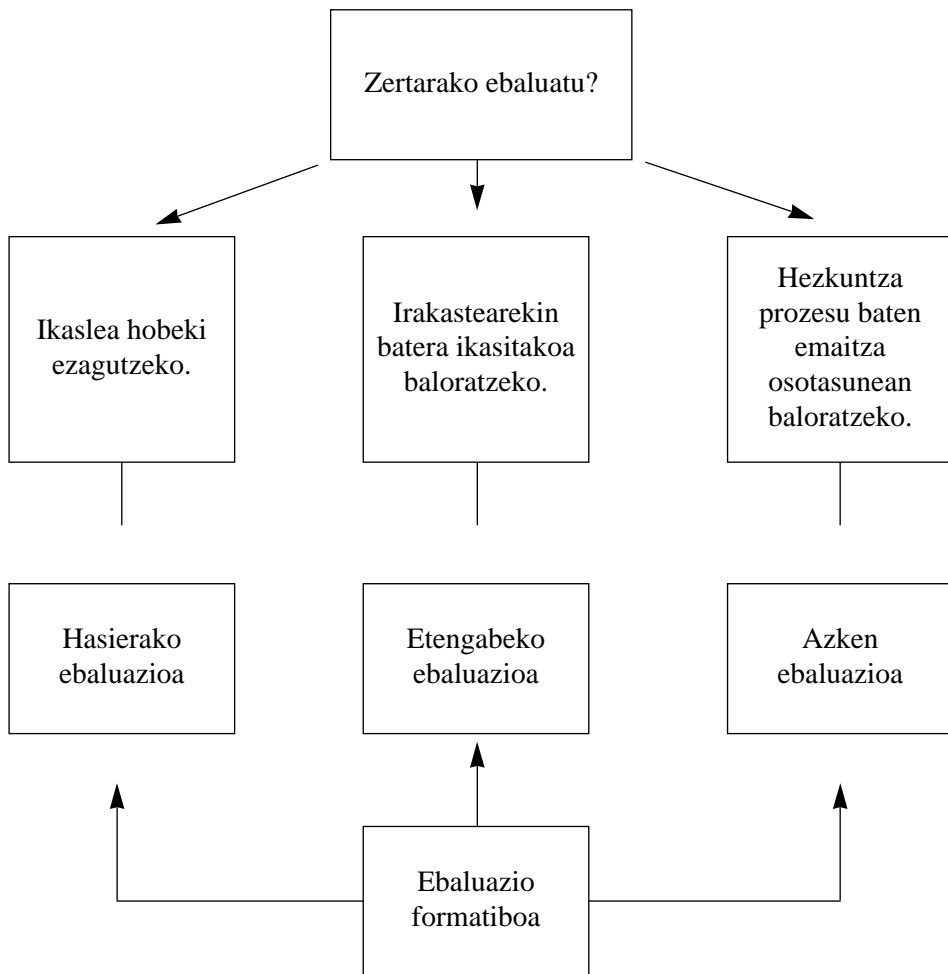 Zertarako ebaluatu?
Ikaslea hobeki
ezagutzeko.
Irakastearekin
batera ikasitakoa
baloratzeko.
Hezkuntza
prozesu baten
emaitza
osotasunean
baloratzeko.
Hasierako
ebaluazioa
Etengabeko
ebaluazioa
Azken
ebaluazioa
Ebaluazio
formatiboa